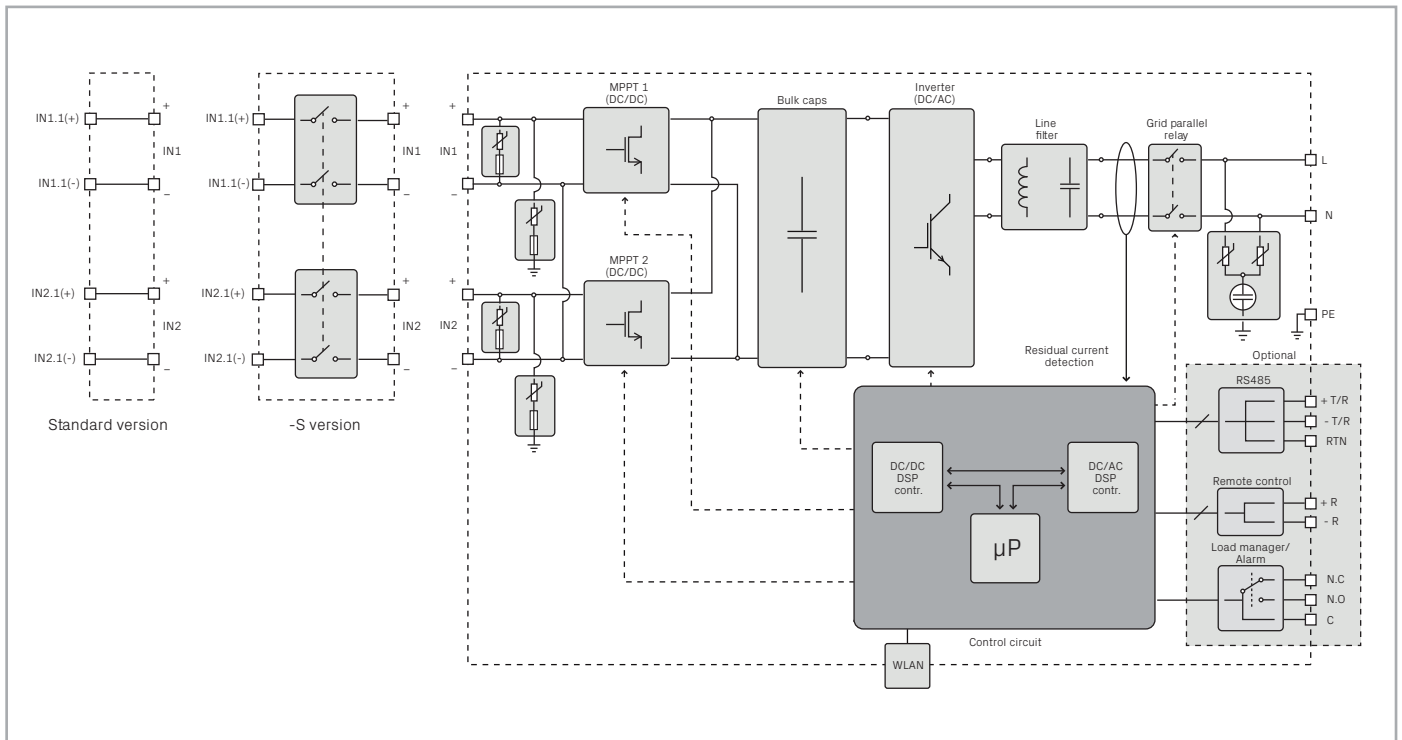 IN1.1(+)
+
IN1
IN1.1(-)
–
IN2.1(+)
+
IN2
IN2.1(-)
–
Standard version
IN1.1(+)
+
IN1
IN1.1(-)
–
IN2.1(+)
+
IN2
IN2.1(-)
–
-S version
+
IN1
–
+
IN2
–
MPPT 1
(DC/DC)
MPPT 2
(DC/DC)
Bulk caps
Inverter
(DC/AC)
Line
filter
Grid parallel
relay
L
N
PE
Residual current
detection
Optional
RS485
+ T/R
- T/R
RTN
Remote control
+ R
- R
Load manager/
Alarm
N.C
N.O
C
DC/DC
DSP
contr.
DC/AC
DSP
contr.
µP
Control circuit
WLAN